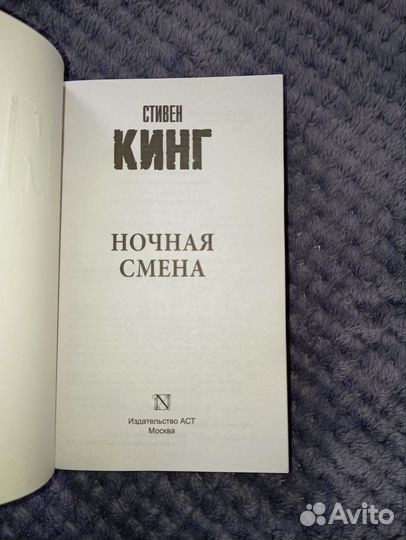 СТИВЕН
КИНГ
НОЧНАЯ
СМЕНА
N
Издательство АСТ
Москва
Avito